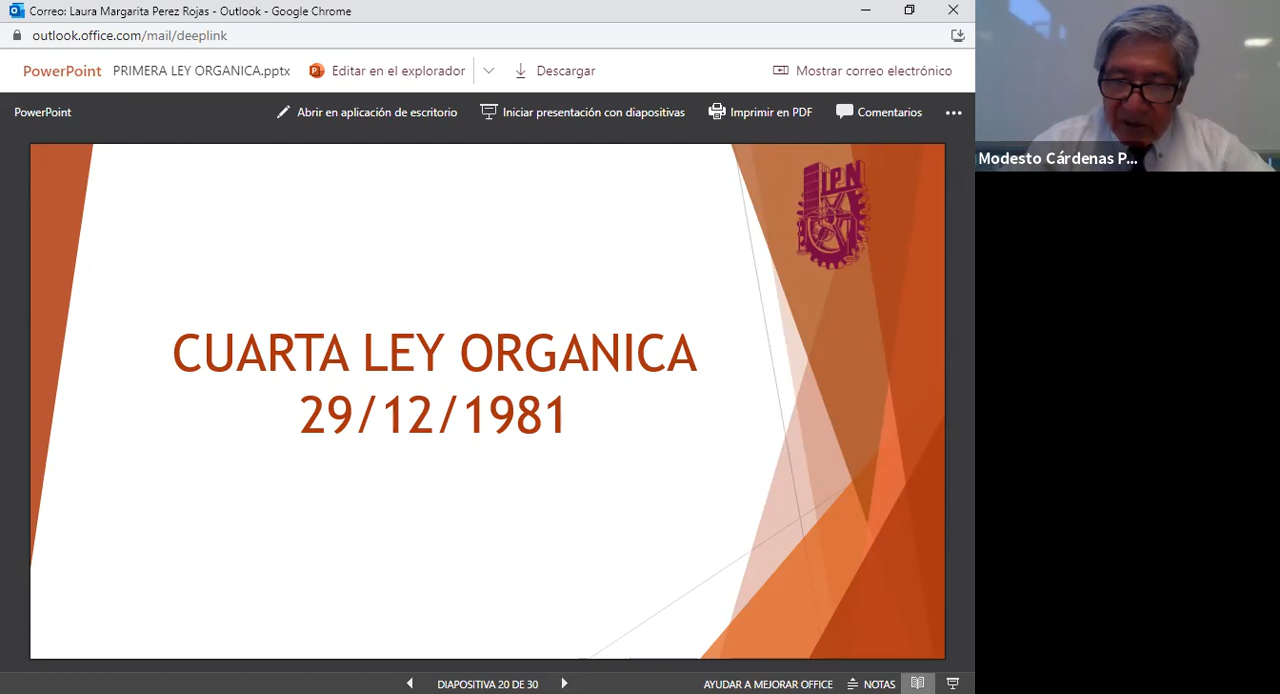 Correo: Laura Margarita Perez Rojas - Outlook - Google Chrome
outlook.office.com/mail/deeplink
PowerPoint PRIMERA LEY ORGANICA.pptx Editar en el explorador Descargar Mostrar correo electrónico
PowerPoint Abrir en aplicación de escritorio Iniciar presentación con diapositivas Imprimir en PDF Comentarios ...
IPN
CUARTA LEY ORGANICA
29/12/1981
DIAPOSITIVA 20 DE 30 AYUDAR A MEJORAR OFFICE NOTAS
Modesto Cárdenas P...